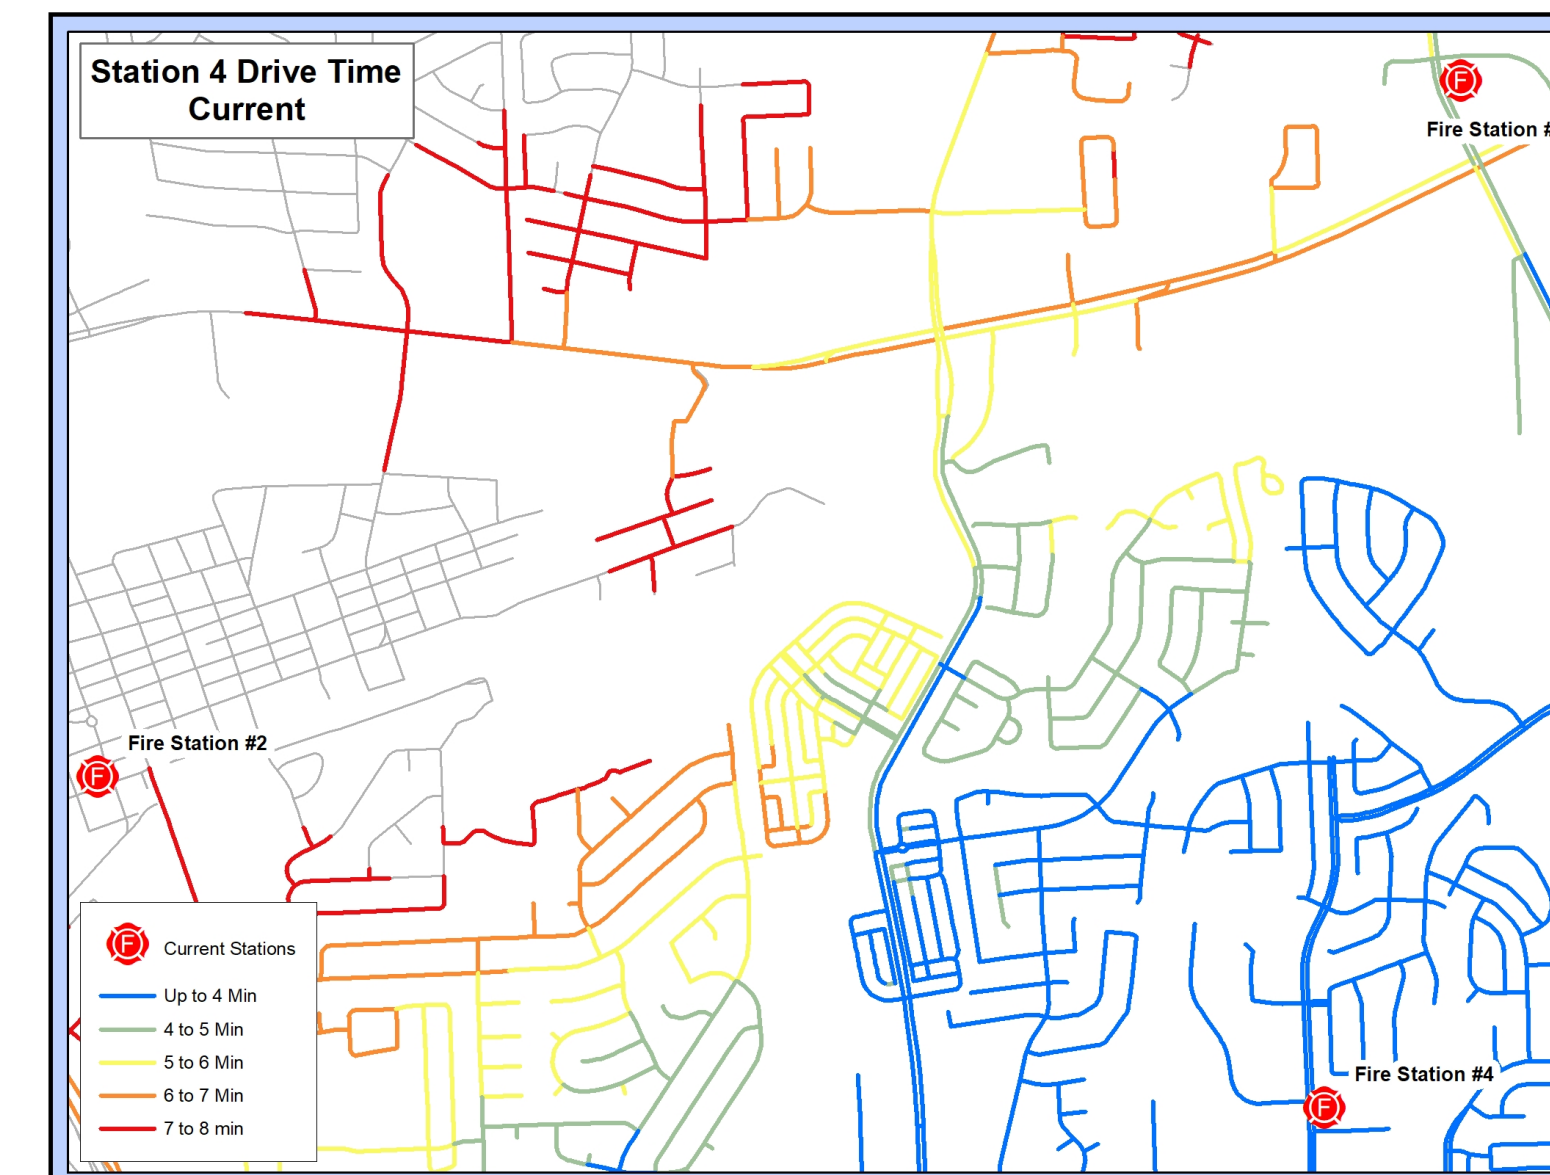 Station 4 Drive Time
Current
F
Fire Station #
Fire Station #2
F
F
Current Stations
Up to 4 Min
4 to 5 Min
5 to 6 Min
6 to 7 Min
7 to 8 min
Fire Station #4
F